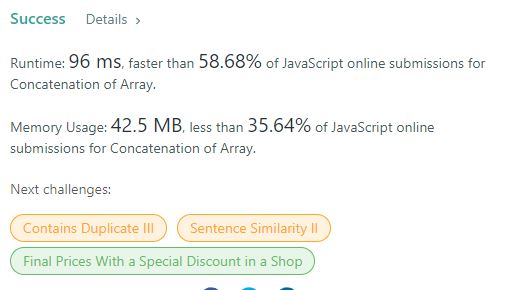 Success Details >
Runtime: 96 ms, faster than 58.68% of JavaScript online submissions for
Concatenation of Array.
Memory Usage: 42.5 MB, less than 35.64% of JavaScript online
submissions for Concatenation of Array.
Next challenges:
Contains Duplicate III Sentence Similarity II
Final Prices With a Special Discount in a Shop